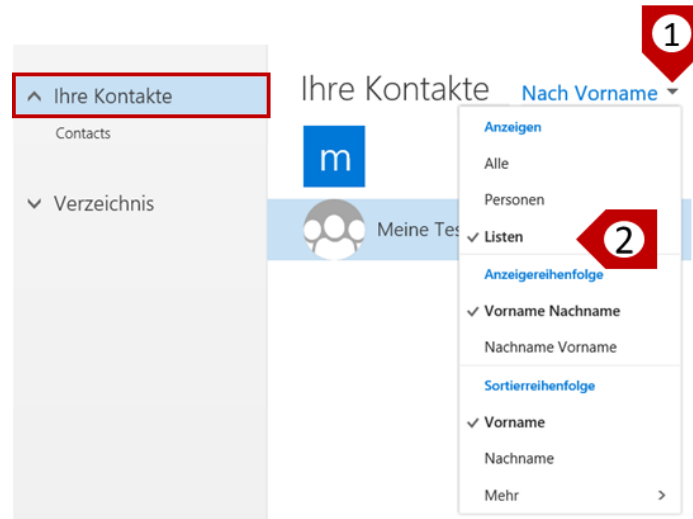 1
Ihre Kontakte
Contacts
Verzeichnis
Ihre Kontakte Nach Vorname
m
Meine Tes
Anzeigen
Alle
Personen
Listen
2
Anzeigereihenfolge
Vorname Nachname
Nachname Vorname
Sortierreihenfolge
Vorname
Nachname
Mehr